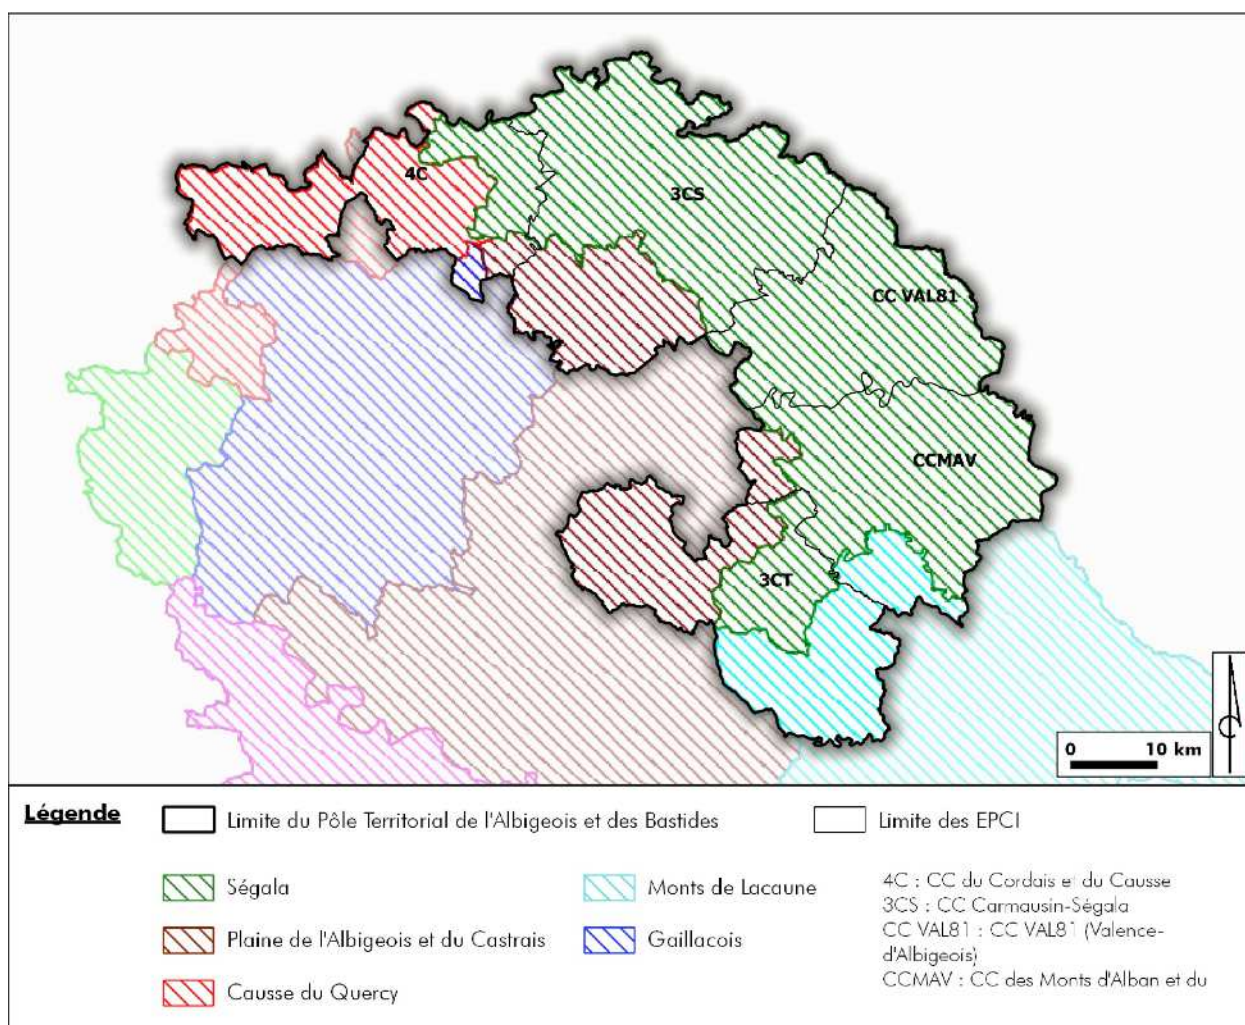 4C
3CS
CC VAL81
CCMAV
3CT
0 10 km
Légende
Limite du Pôle Territorial de l'Albigeois et des Bastides
Limite des EPCI
Ségala
Monts de Lacaune
Plaine de l'Albigeois et du Castrais
Gaillacois
Causse du Quercy
4C : CC du Cordais et du Causse
3CS : CC Carmausin-Ségala
CC VAL81 : CC VAL81 (Valence-
d'Albigeois)
CCMAV : CC des Monts d'Alban et du